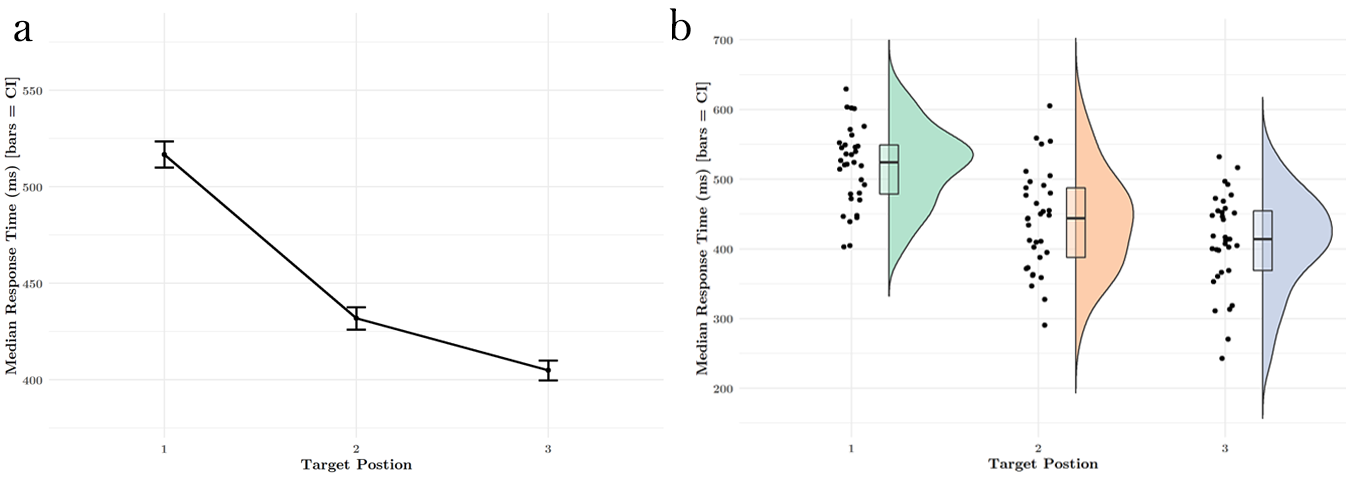 a
Median Response Time (ms) [bars = CI]
550
500
450
400
1 2 3
Target Postion
b
Median Response Time (ms) [bars = CI]
700
600
500
400
300
200
1 2 3
Target Postion